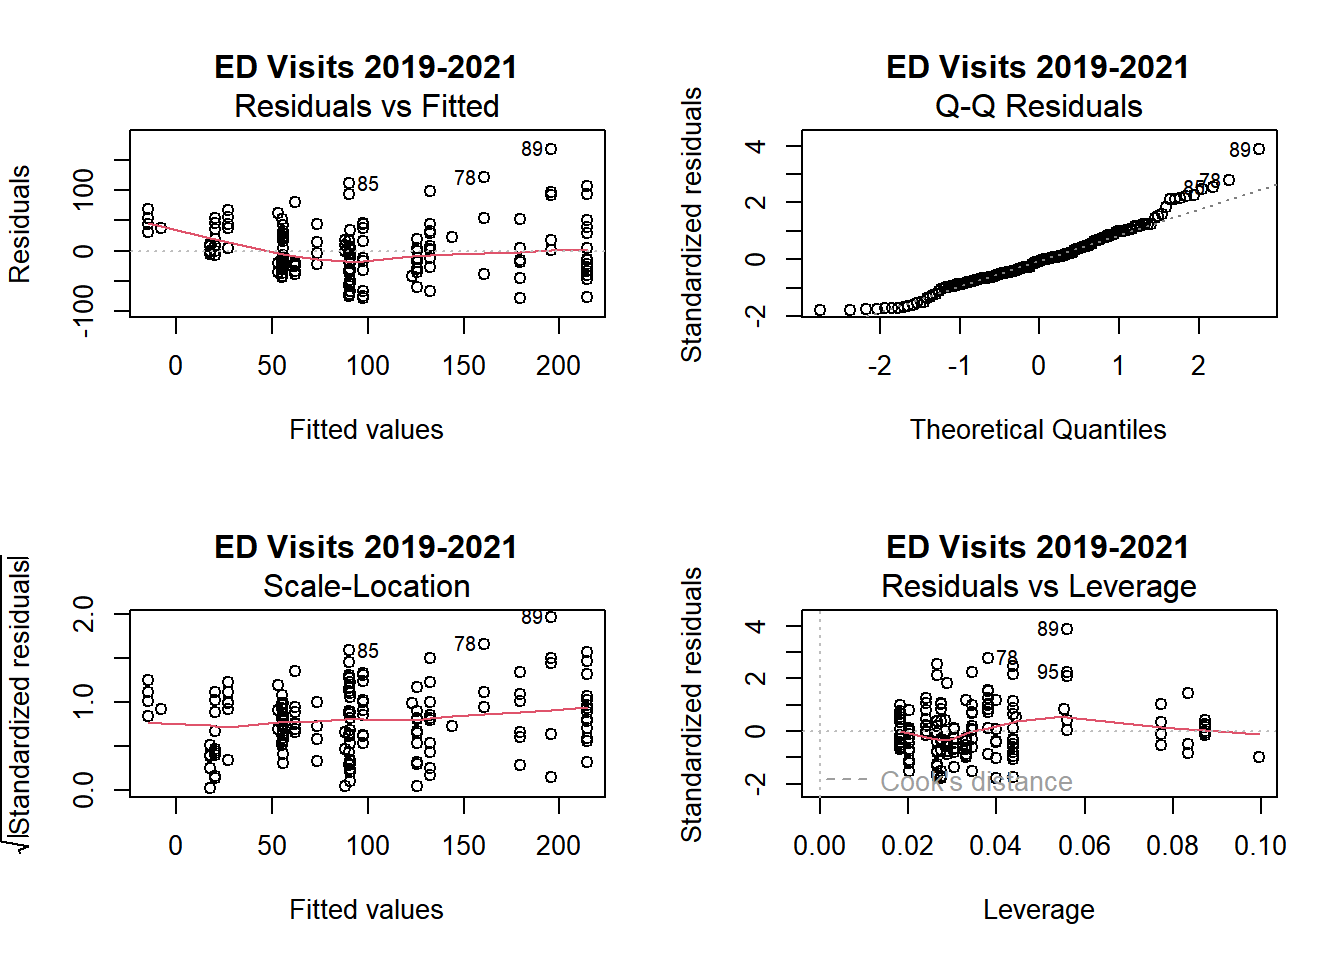 ED Visits 2019-2021
Residuals vs Fitted
Residuals
-100 0 100
89
78
85
0 50 100 150 200
Fitted values
ED Visits 2019-2021
Q-Q Residuals
Standardized residuals
-2 0 2 4
89
78
85
-2 -1 0 1 2
Theoretical Quantiles
ED Visits 2019-2021
Scale-Location
√|Standardized residuals|
0.0 1.0 2.0
89
78
85
0 50 100 150 200
Fitted values
ED Visits 2019-2021
Residuals vs Leverage
Standardized residuals
-2 0 2 4
89
78
95
Cook's distance
0.00 0.02 0.04 0.06 0.08 0.10
Leverage